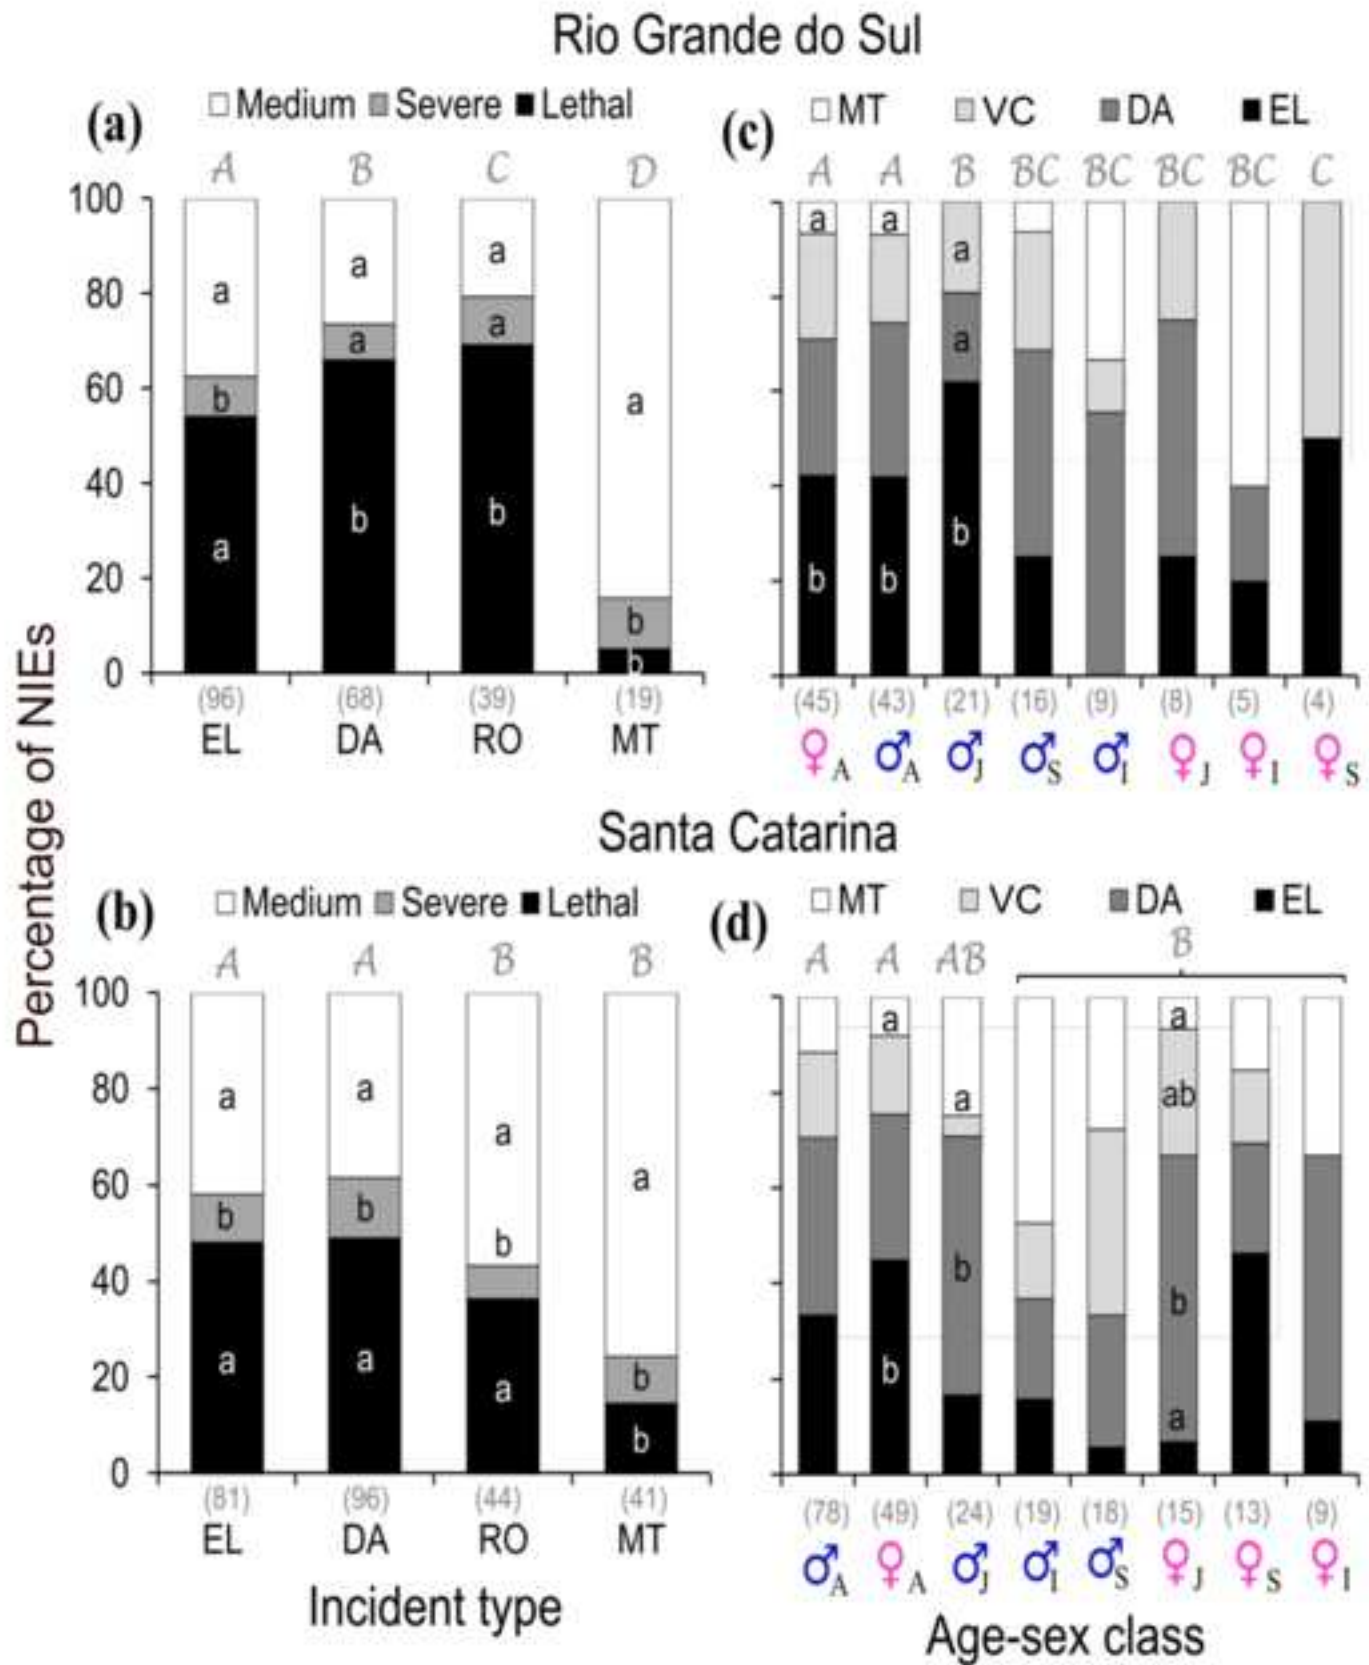 Rio Grande do Sul
(a) Medium Severe Lethal
A B C D
100
80
60
40
20
0
a a a a
b a a b
a b b b
(96) (68) (39) (19)
EL DA RO MT
(c) MT VC DA EL
A A B BC BC BC BC C
a a a
a
b b b
(45) (43) (21) (16) (9) (8) (5) (4)
♀A ♂A ♂J ♂S ♂I ♀J ♀I ♀S
Percentage of NIEs
Santa Catarina
(b) Medium Severe Lethal
A A B B
100
80
60
40
20
0
a a a a
b b b b
a a a b
(81) (96) (44) (41)
EL DA RO MT
Incident type
(d) MT VC DA EL
A A AB B
a a a
ab
b b b
a
(78) (49) (24) (19) (18) (15) (13) (9)
♂A ♀A ♂J ♂I ♂S ♀J ♀S ♀I
Age-sex class